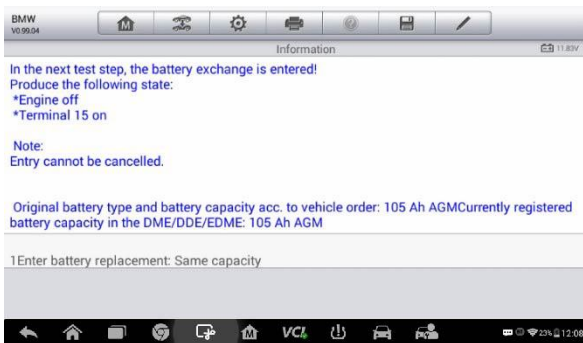 BMW
V0.99.04
Information
11.83V
In the next test step, the battery exchange is entered!
Produce the following state:
*Engine off
*Terminal 15 on
Note:
Entry cannot be cancelled.
Original battery type and battery capacity acc. to vehicle order: 105 Ah AGMCurrently registered
battery capacity in the DME/DDE/EDME: 105 Ah AGM
1Enter battery replacement: Same capacity
VCI
23% 12:08